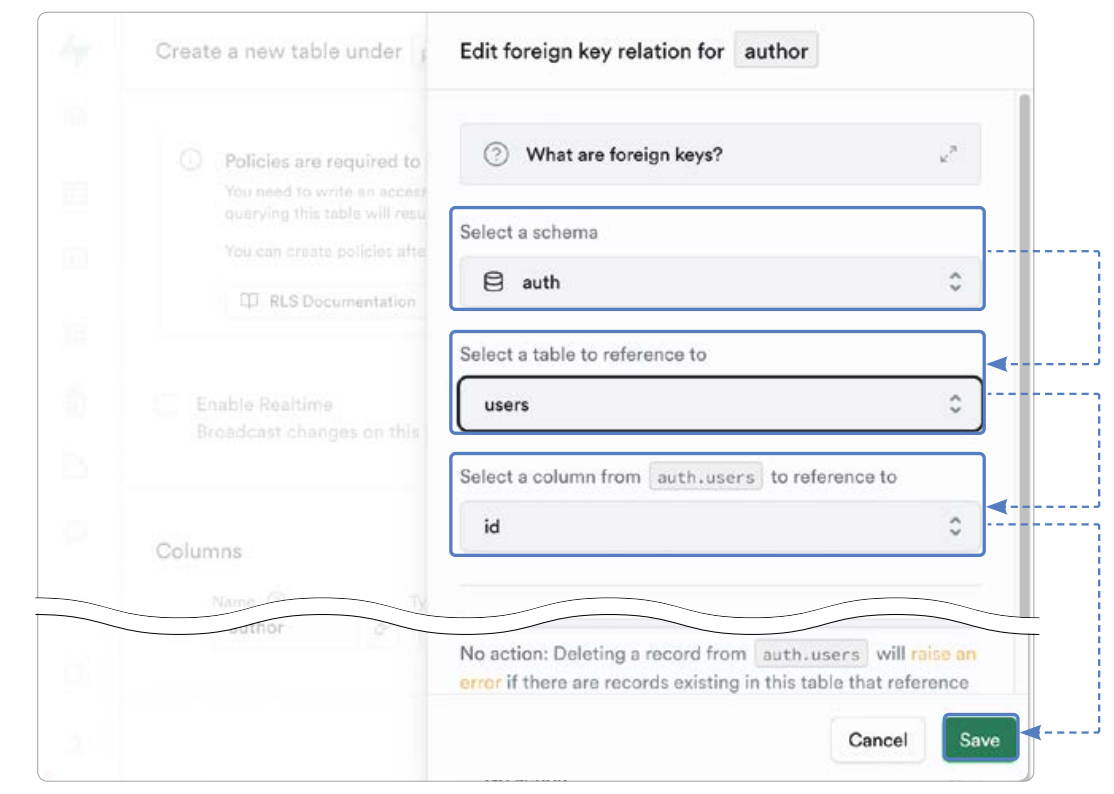 Create a new table under
Edit foreign key relation for author
What are foreign keys?
Policies are required to
You need to write an access
querying this table will resu
You can create policies afte
RLS Documentation
Select a schema
auth
Select a table to reference to
users
Enable Realtime
Broadcast changes on this
Select a column from auth.users to reference to
id
Columns
Name
Ty
author
No action: Deleting a record from auth.users will raise an
error if there are records existing in this table that reference
Cancel
Save